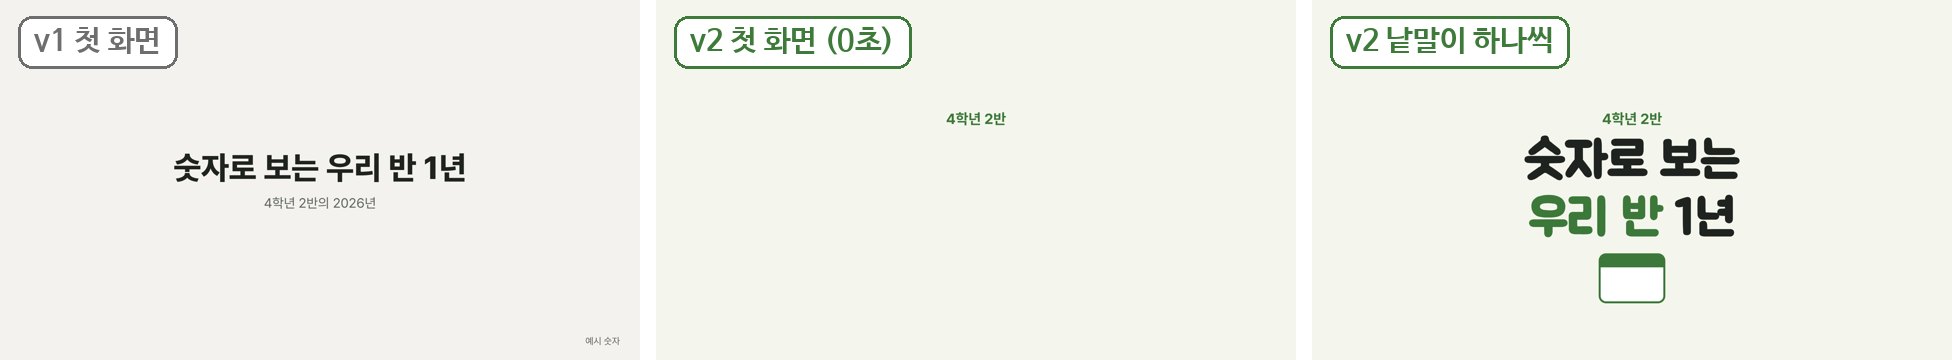 v1 첫 화면
숫자로 보는 우리 반 1년
4학년 2반의 2026년
예시 숫자
v2 첫 화면 (0초)
4학년 2반
v2 낱말이 하나씩
4학년 2반
숫자로 보는
우리 반 1년